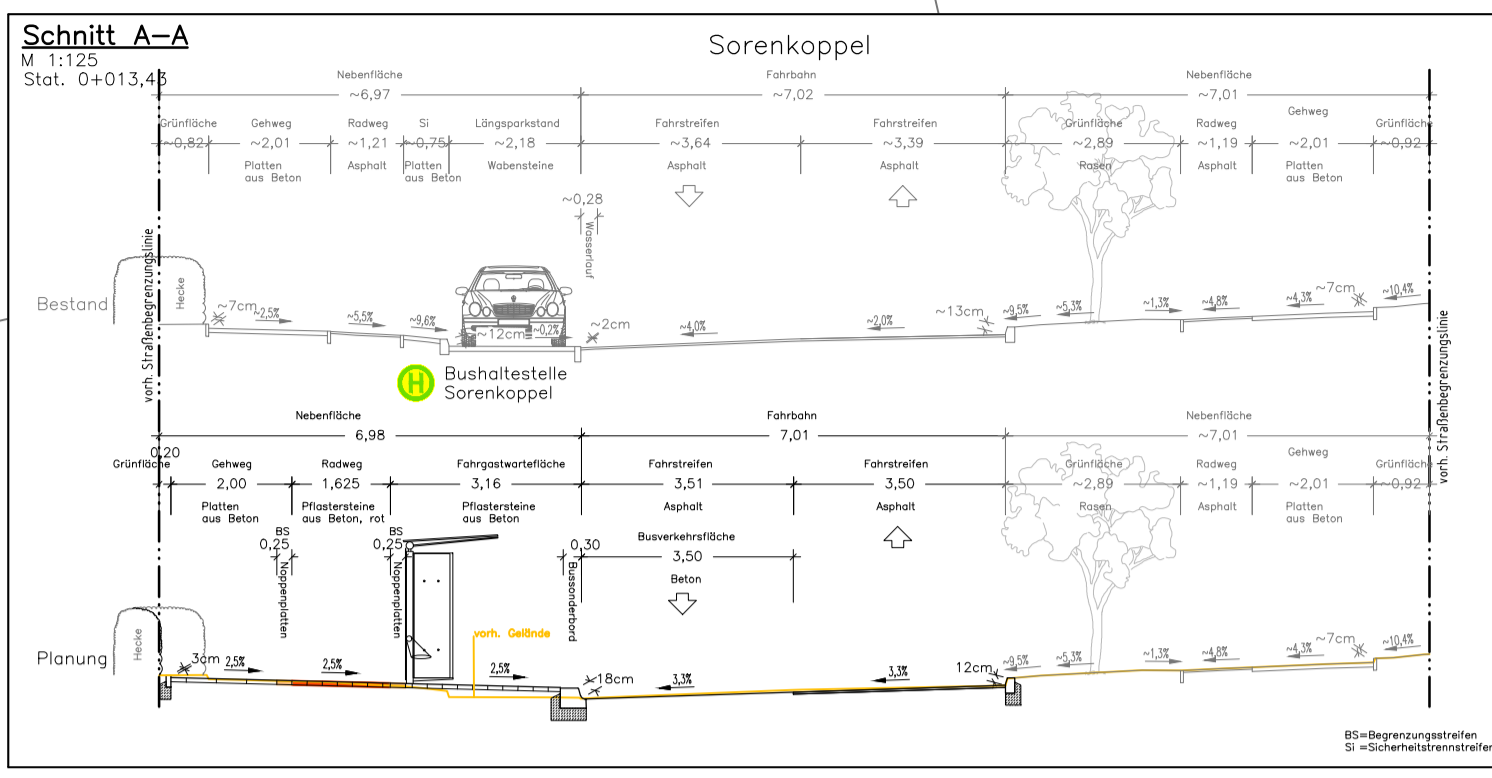 Schnitt A–A
M 1:125
Stat. 0+013,43
Sorenkoppel
Nebenfläche
~6,97
Fahrbahn
~7,02
Nebenfläche
~7,01
Grünfläche
~0,82
Gehweg
~2,01
Platten
aus Beton
Radweg
~1,21
Asphalt
Si
~0,75
Platten
aus Beton
Längsparkstand
~2,18
Wabensteine
Fahrstreifen
~3,64
Asphalt
Fahrstreifen
~3,39
Asphalt
Grünfläche
~2,89
Rasen
Radweg
~1,19
Asphalt
Gehweg
~2,01
Platten
aus Beton
Grünfläche
~0,92
~0,28
Wasserlauf
vorh. Straßenbegrenzungslinie
Bestand
Hecke
~7cm
~2,5%
~5,5%
~9,6%
~12cm
~0,2%
~2cm
~4,0%
~2,0%
~13cm
~9,5%
~5,3%
~1,3%
~4,8%
~4,3%
~7cm
~10,4%
vorh. Straßenbegrenzungslinie
H
Bushaltestelle
Sorenkoppel
Nebenfläche
6,98
Fahrbahn
7,01
Nebenfläche
~7,01
0,20
Grünfläche
Gehweg
2,00
Platten
aus Beton
Radweg
1,625
Pflastersteine
aus Beton, rot
Fahrgastwartefläche
3,16
Pflastersteine
aus Beton
Fahrstreifen
3,51
Asphalt
Fahrstreifen
3,50
Asphalt
Grünfläche
~2,89
Rasen
Radweg
~1,19
Asphalt
Gehweg
~2,01
Platten
aus Beton
Grünfläche
~0,92
BS
0,25
Noppenplatten
BS
0,25
Noppenplatten
0,30
Bussonderbord
Busverkehrsfläche
3,50
Beton
vorh. Gelände
Planung
Hecke
3cm
2,5%
2,5%
2,5%
18cm
3,3%
3,3%
12cm
~9,5%
~5,3%
~1,3%
~4,8%
~4,3%
~7cm
~10,4%
BS=Begrenzungsstreifen
Si =Sicherheitstrennstreifen